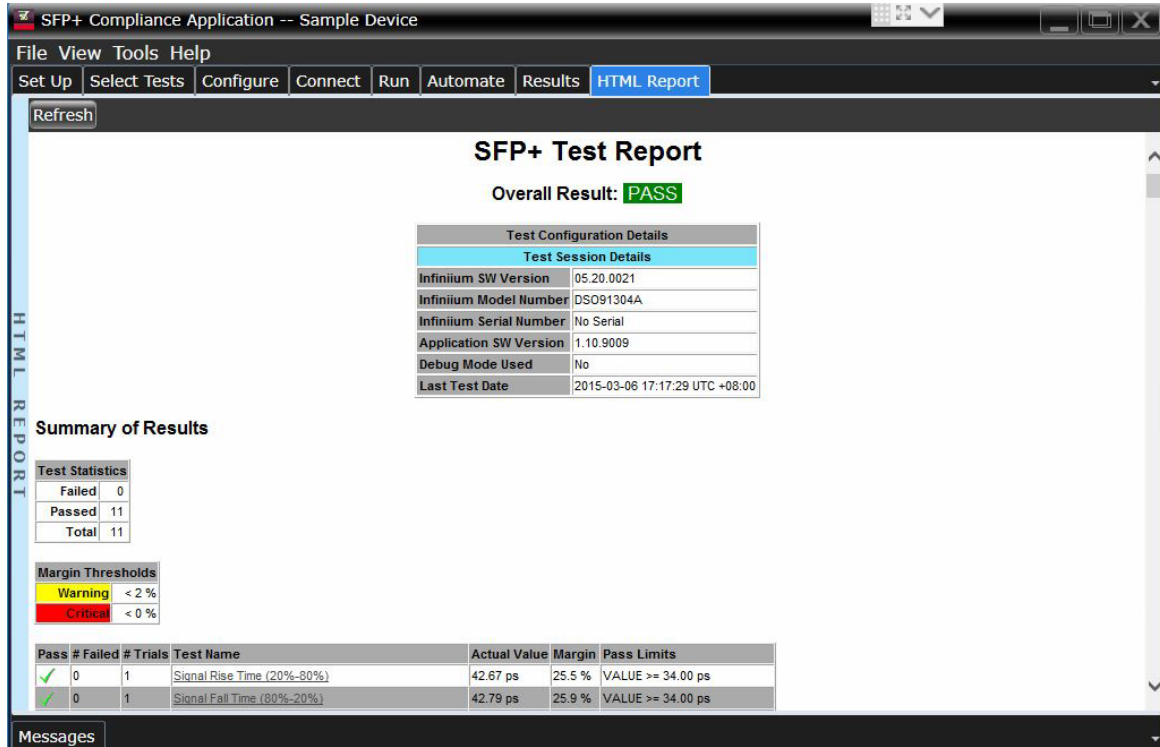 SFP+ Compliance Application -- Sample Device
File View Tools Help
Set Up Select Tests Configure Connect Run Automate Results HTML Report
Refresh
HTML REPORT
SFP+ Test Report
Overall Result: PASS
Test Configuration Details
Test Session Details
Infiniium SW Version 05.20.0021
Infiniium Model Number DSO91304A
Infiniium Serial Number No Serial
Application SW Version 1.10.9009
Debug Mode Used No
Last Test Date 2015-03-06 17:17:29 UTC +08:00
Summary of Results
Test Statistics
Failed 0
Passed 11
Total 11
Margin Thresholds
Warning < 2 %
Critical < 0 %
Pass # Failed # Trials Test Name Actual Value Margin Pass Limits
0 1 Signal Rise Time (20%-80%) 42.67 ps 25.5 % VALUE >= 34.00 ps
0 1 Signal Fall Time (80%-20%) 42.79 ps 25.9 % VALUE >= 34.00 ps
Messages